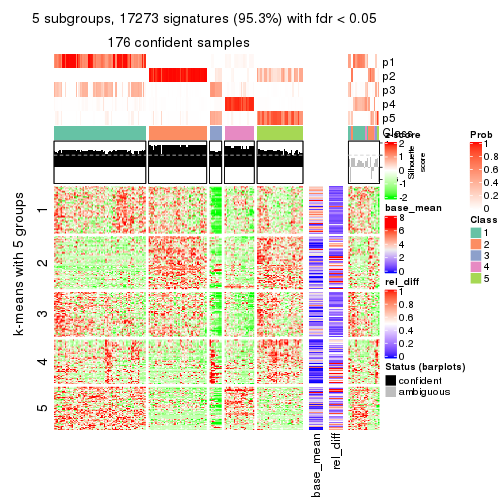 5 subgroups, 17273 signatures (95.3%) with fdr < 0.05
176 confident samples
p1
p2
p3
p4
p5
Class
z-score
2
1
0
-1
-2
Silhouette
score
Prob
1
0.8
0.6
0.4
0.2
0
base_mean
8
6
4
2
0
Class
1
2
3
4
5
rel_diff
1
0.8
0.6
0.4
0.2
0
Status (barplots)
confident
ambiguous
k-means with 5 groups
1
2
3
4
5
base_mean
rel_diff